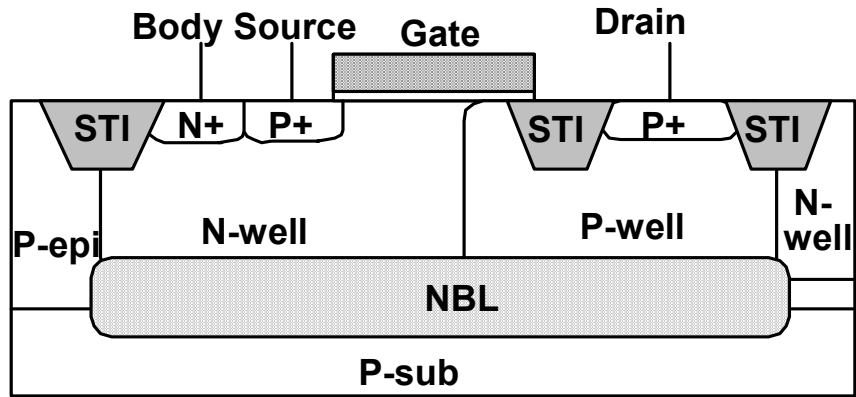 Body Source Gate Drain
STI N+ P+ STI P+ STI
P-epi N-well P-well N-
well
NBL
P-sub